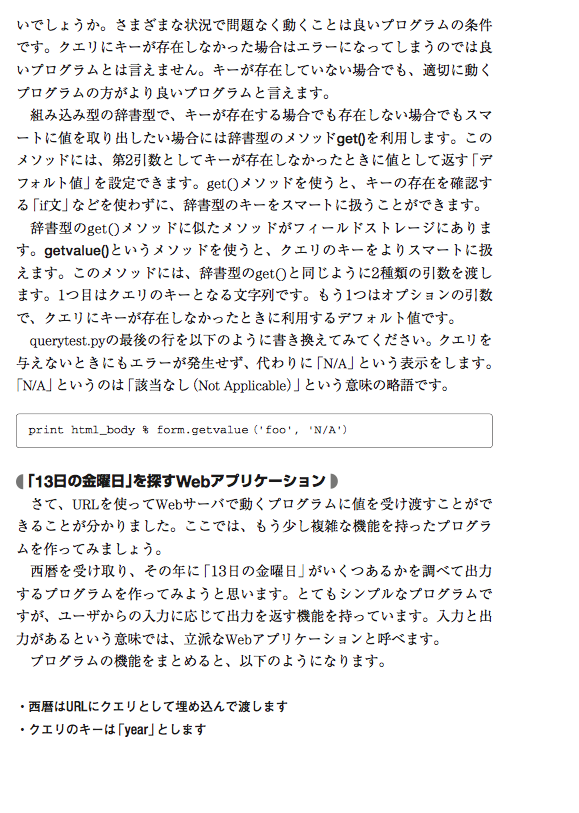 いでしょうか。さまざまな状況で問題なく動くことは良いプログラムの条件
です。クエリにキーが存在しなかった場合はエラーになってしまうのでは良
いプログラムとは言えません。キーが存在していない場合でも、適切に動く
プログラムの方がより良いプログラムと言えます。
組み込み型の辞書型で、キーが存在する場合でも存在しない場合でもスマ
ートに値を取り出したい場合には辞書型のメソッドget()を利用します。この
メソッドには、第2引数としてキーが存在しなかったときに値として返す「デ
フォルト値」を設定できます。get()メソッドを使うと、キーの存在を確認す
る「if文」などを使わずに、辞書型のキーをスマートに扱うことができます。
辞書型のget()メソッドに似たメソッドがフィールドストレージにありま
す。getvalue()というメソッドを使うと、クエリのキーをよりスマートに扱
えます。このメソッドには、辞書型のget()と同じように2種類の引数を渡し
ます。1つ目はクエリのキーとなる文字列です。もう1つはオプションの引数
で、クエリにキーが存在しなかったときに利用するデフォルト値です。
querytest.pyの最後の行を以下のように書き換えてみてください。クエリを
与えないときにもエラーが発生せず、代わりに「N/A」という表示をします。
「N/A」というのは「該当なし（Not Applicable）」という意味の略語です。
print html_body % form.getvalue('foo', 'N/A')
「13日の金曜日」を探すWebアプリケーション
さて、URLを使ってWebサーバで動くプログラムに値を受け渡すことがで
きることが分かりました。ここでは、もう少し複雑な機能を持ったプログラ
ムを作ってみましょう。
西暦を受け取り、その年に「13日の金曜日」がいくつあるかを調べて出力
するプログラムを作ってみようと思います。とてもシンプルなプログラムで
すが、ユーザからの入力に応じて出力を返す機能を持っています。入力と出
力があるという意味では、立派なWebアプリケーションと呼べます。
プログラムの機能をまとめると、以下のようになります。
・西暦はURLにクエリとして埋め込んで渡します
・クエリのキーは「year」とします